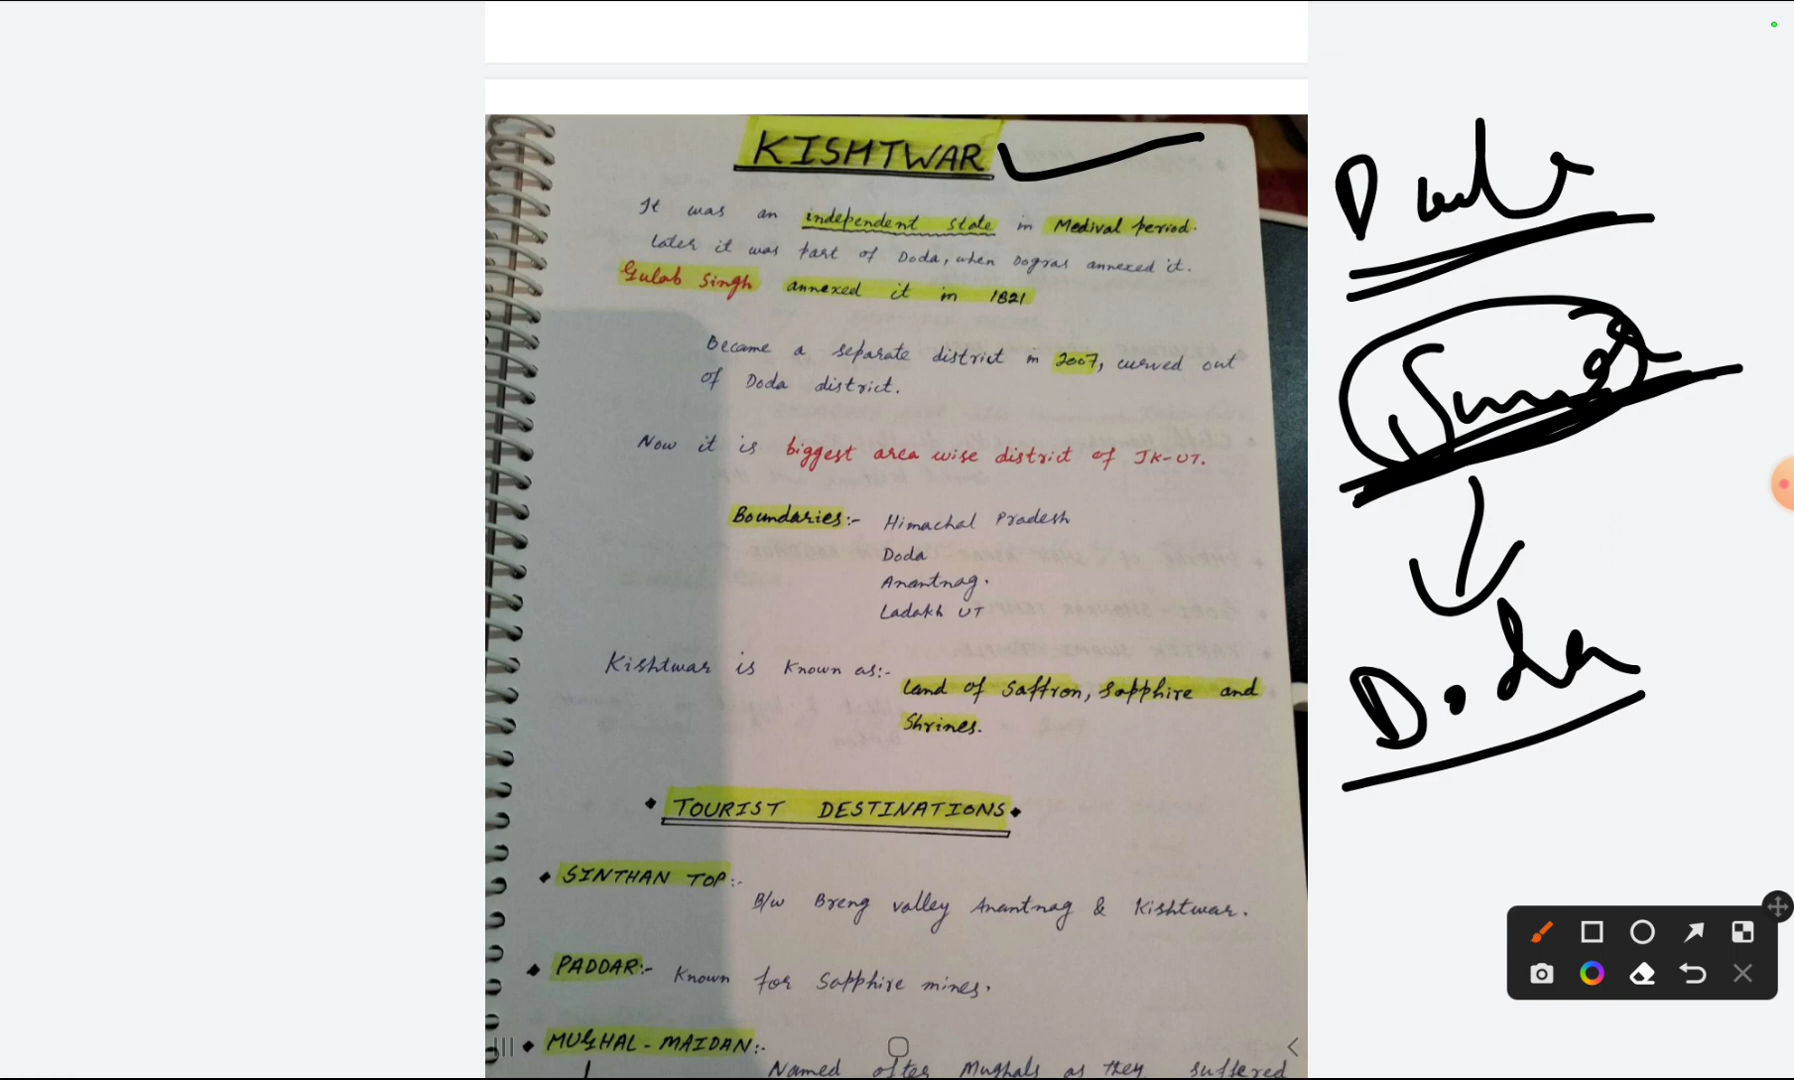 KISHTWAR
It was an independent state in Medival period.
later it was part of Doda, when Dogras annexed it.
Gulab Singh annexed it in 1821
Became a separate district in 2007, curved out
of Doda district.
Now it is biggest area wise district of JK-UT.
Boundaries:- Himachal Pradesh
Doda
Anantnag.
Ladakh UT
Kishtwar is known as:-
Land of Saffron, Sapphire and
Shrines.
• TOURIST DESTINATIONS •
• SINTHAN TOP:-
B/w Breng valley Anantnag & Kishtwar.
• PADDAR:- Known for Sapphire mines.
• MUGHAL-MAIDAN:-
Named after Mughals as they suffered
Doda